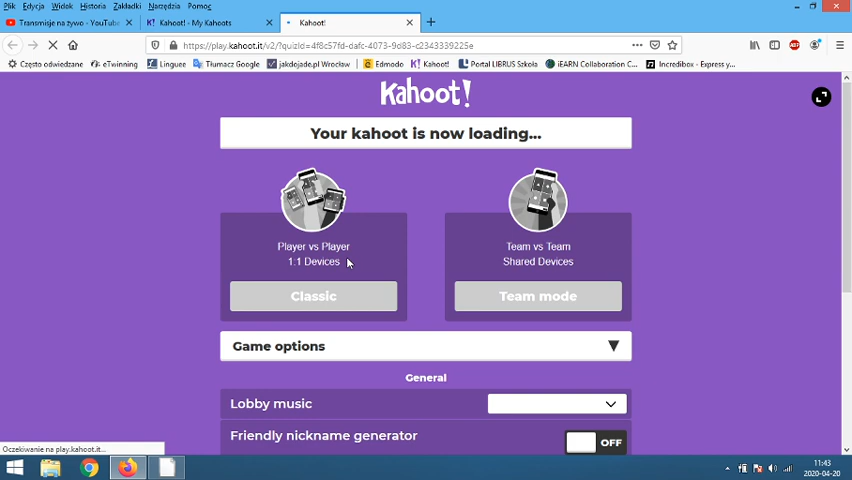 Plik Edycja Widok Historia Zakładki Narzędzia Pomoc
Transmisje na żywo - YouTube
Kahoot! - My Kahoots
Kahoot!
https://play.kahoot.it/v2/?quizId=4f8c57fd-dafc-4073-9d83-c2343339225e
Często odwiedzane eTwinning Linguee Tłumacz Google jakdojade.pl Wrocław Edmodo Kahoot! Portal LIBRUS Szkoła iEARN Collaboration C... Incredibox - Express y...
Kahoot!
Your kahoot is now loading...
Player vs Player
1:1 Devices
Classic
Team vs Team
Shared Devices
Team mode
Game options
General
Lobby music
Friendly nickname generator
OFF
Oczekiwanie na play.kahoot.it...
11:43
2020-04-20